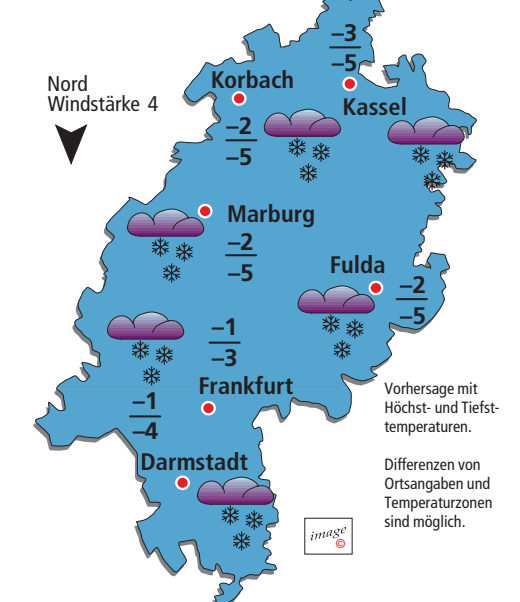 −3
−5
Nord
Windstärke 4
Korbach
Kassel
−2
−5
Marburg
−2
−5
Fulda
−2
−5
−1
−3
Frankfurt
−1
−4
Vorhersage mit
Höchst- und Tiefst-
temperaturen.
Darmstadt
Differenzen von
Ortsangaben und
Temperaturzonen
sind möglich.
image
©